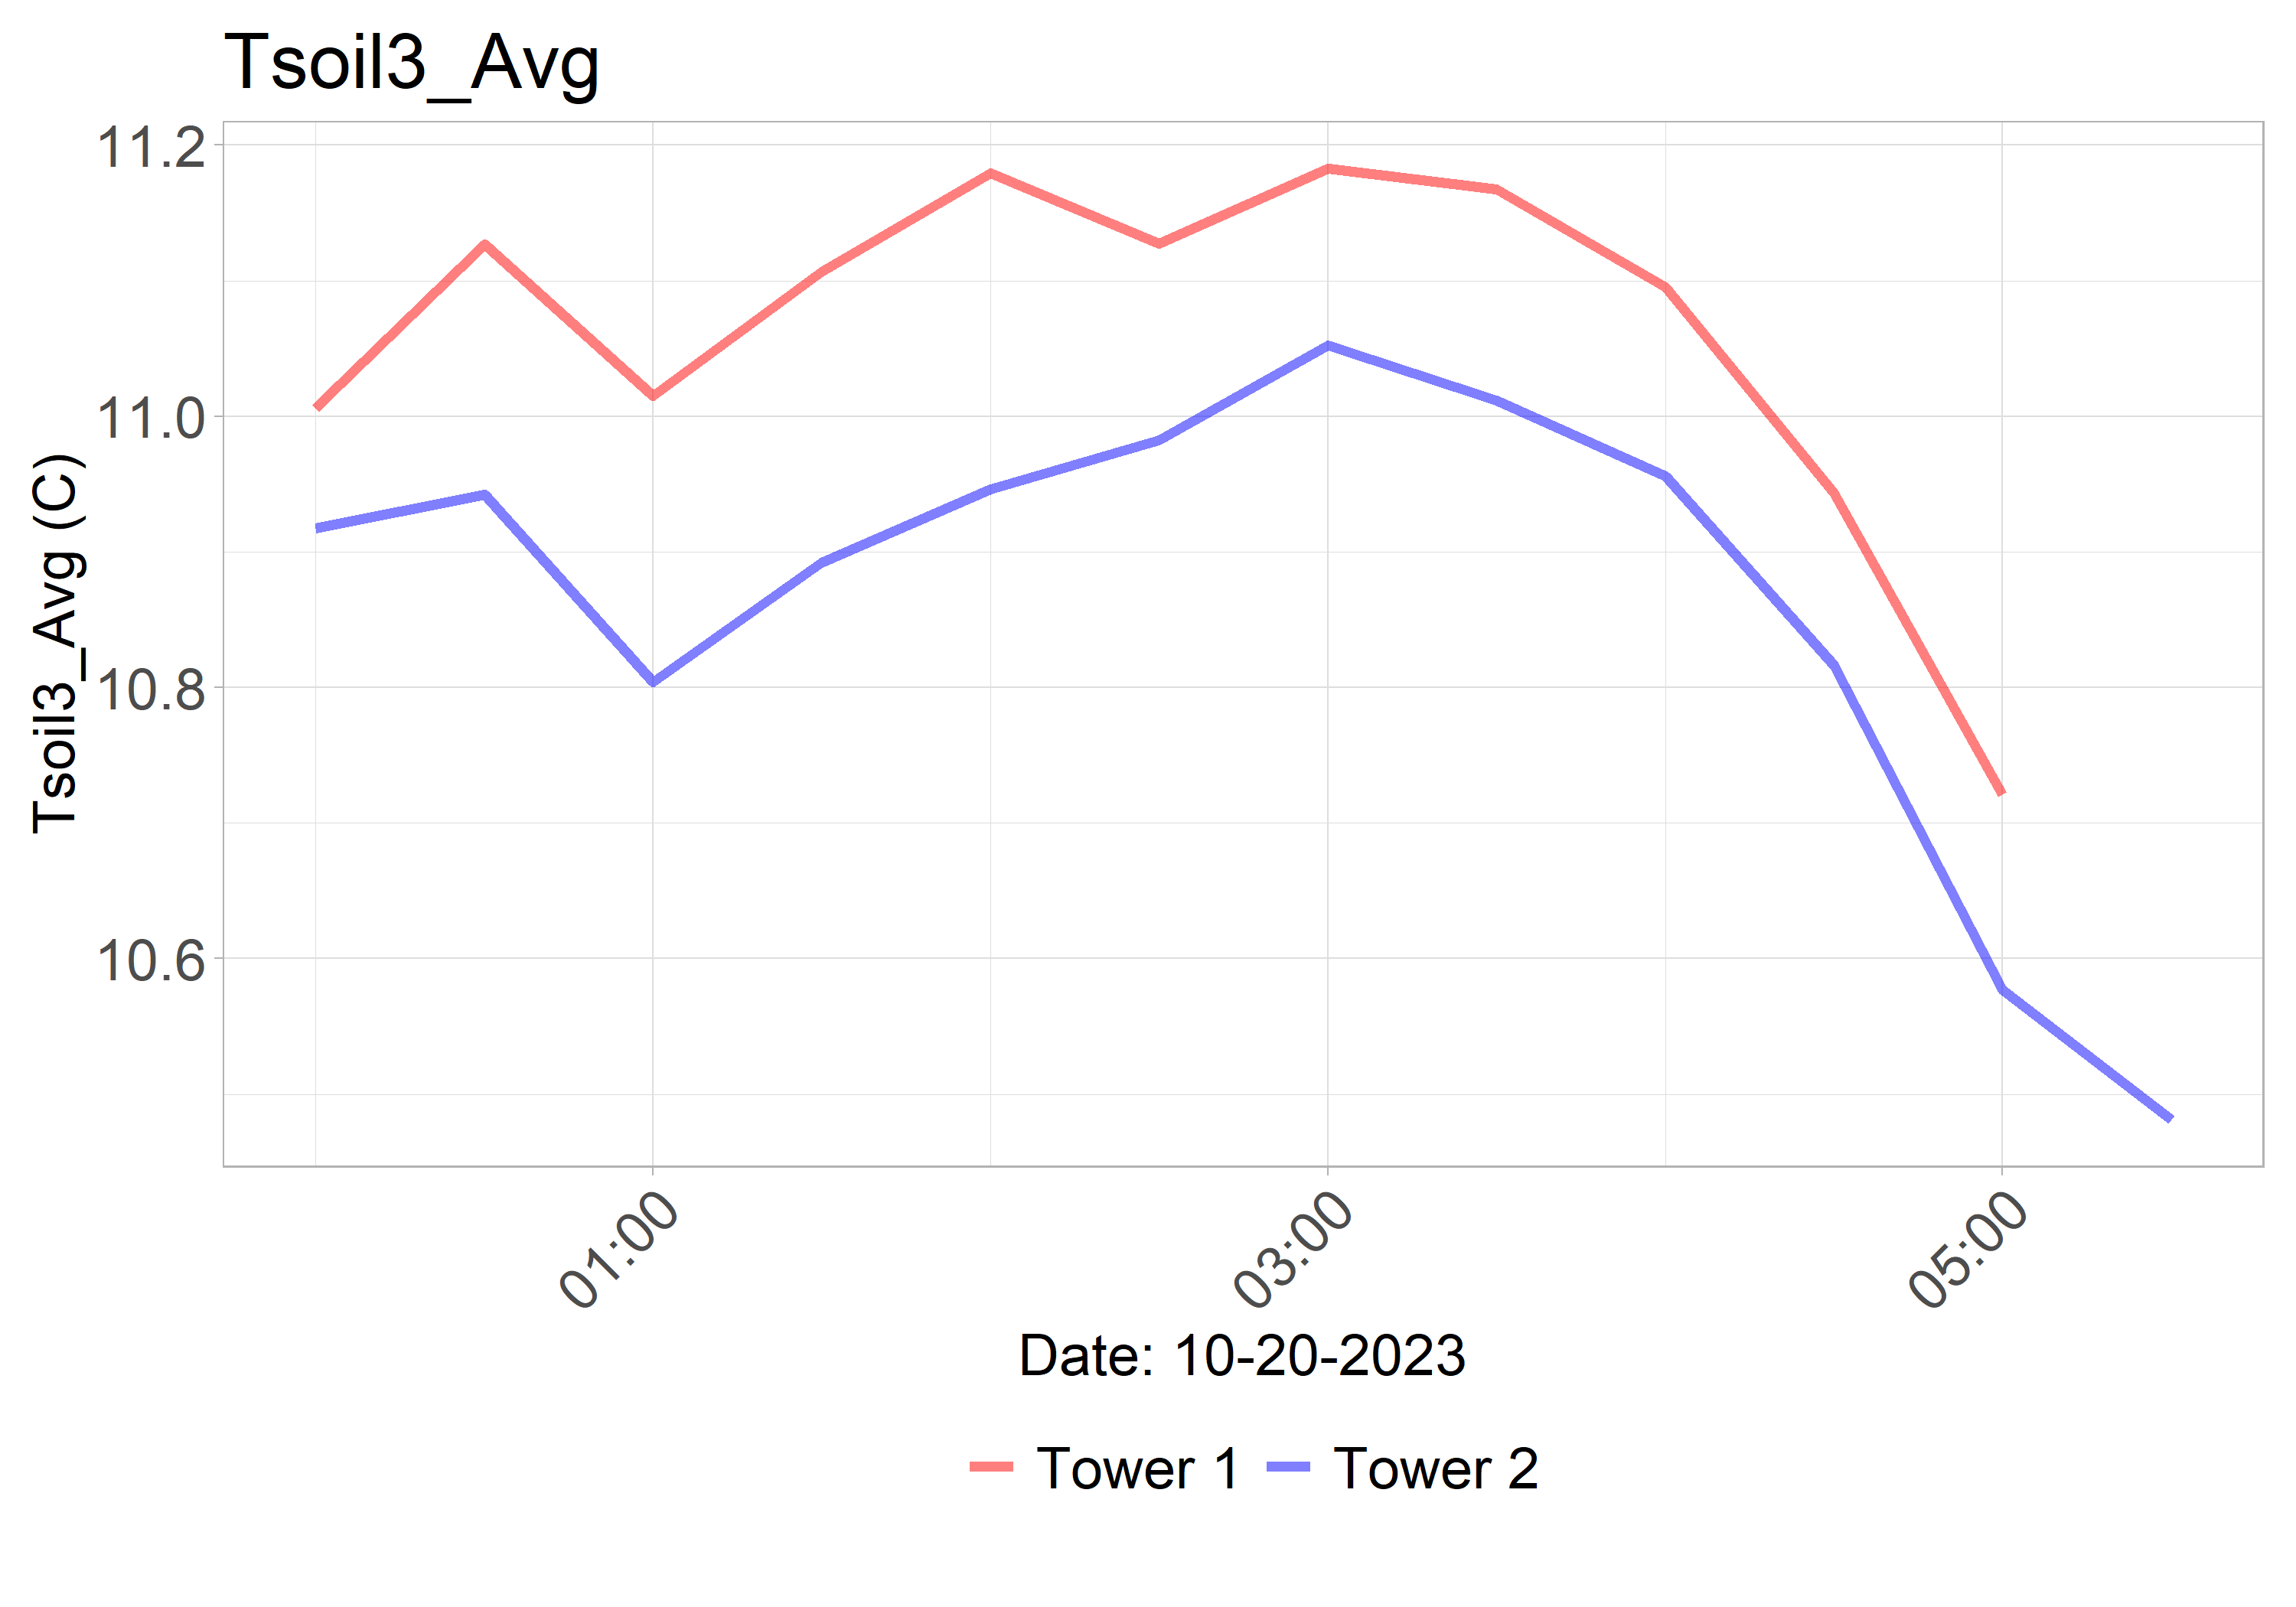 Tsoil3_Avg
Tsoil3_Avg (C)
11.2
11.0
10.8
10.6
01:00
03:00
05:00
Date: 10-20-2023
Tower 1
Tower 2